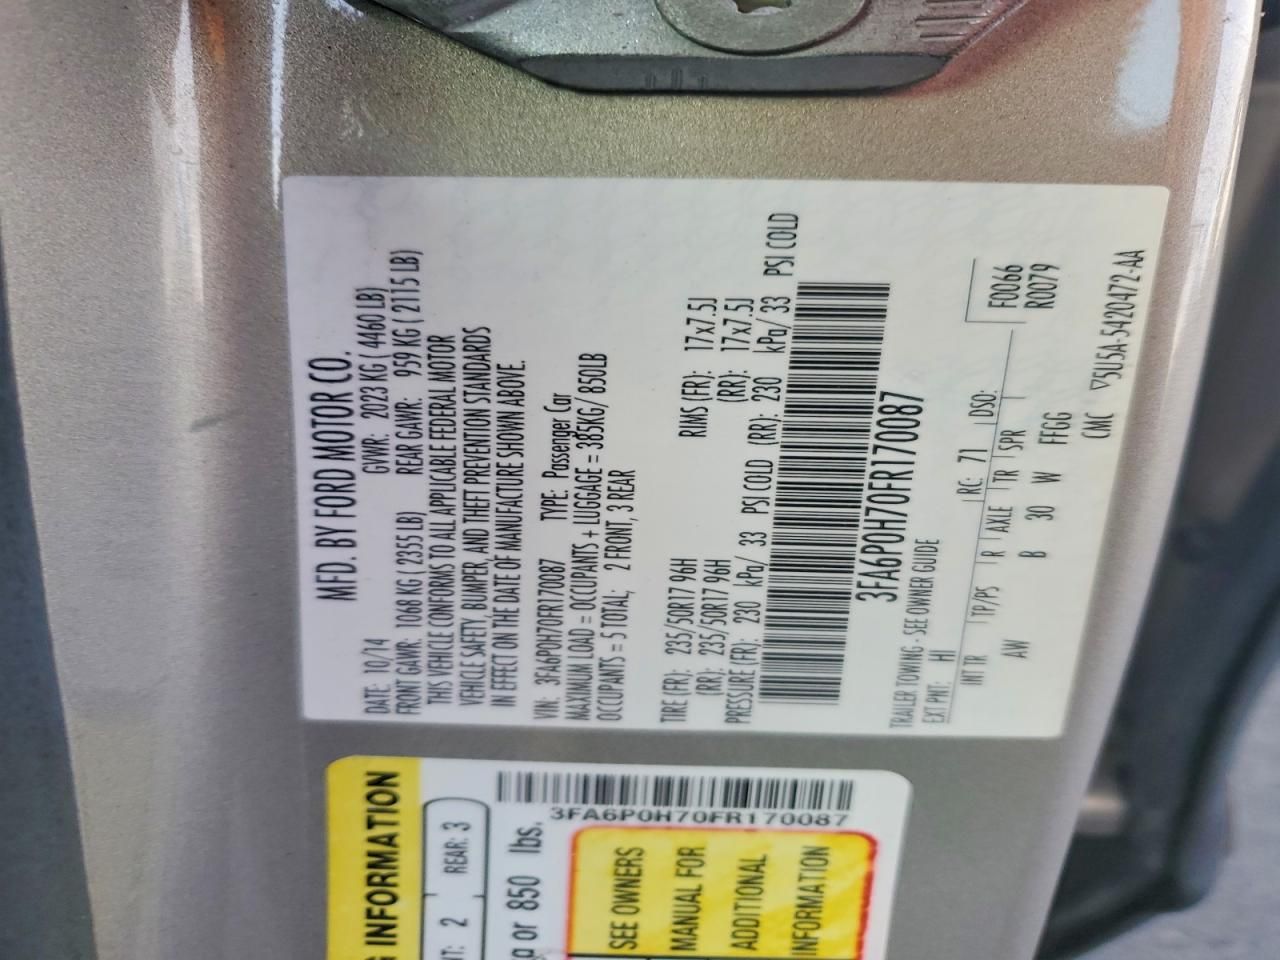 MFD. BY FORD MOTOR CO.
DATE: 10/14 GVWR: 2023 KG ( 4460 LB)
FRONT GAWR: 1068 KG ( 2355 LB) REAR GAWR: 959 KG ( 2115 LB)
THIS VEHICLE CONFORMS TO ALL APPLICABLE FEDERAL MOTOR
VEHICLE SAFETY, BUMPER, AND THEFT PREVENTION STANDARDS
IN EFFECT ON THE DATE OF MANUFACTURE SHOWN ABOVE.
VIN: 3FA6P0H70FR170087 TYPE: Passenger Car
MAXIMUM LOAD = OCCUPANTS + LUGGAGE = 385KG/ 850LB
OCCUPANTS = 5 TOTAL; 2 FRONT, 3 REAR
TIRE (FR): 235/50R17 96H RIMS (FR): 17x7.5J
(RR): 235/50R17 96H (RR): 17x7.5J
PRESSURE (FR): 230 kPa/ 33 PSI COLD (RR): 230 kPa/ 33 PSI COLD
3FA6P0H70FR170087
TRAILER TOWING - SEE OWNER GUIDE
EXT PNT: HI RC: 71 DSO:
INT TR TP/PS R AXLE TR SPR F0066
AW B 30 W FFGG R0079
CMC ▽5U5A-5420472-AA
G INFORMATION
NT: 2 REAR: 3
g or 850 lbs.
3FA6P0H70FR170087
SEE OWNERS
MANUAL FOR
ADDITIONAL
INFORMATION